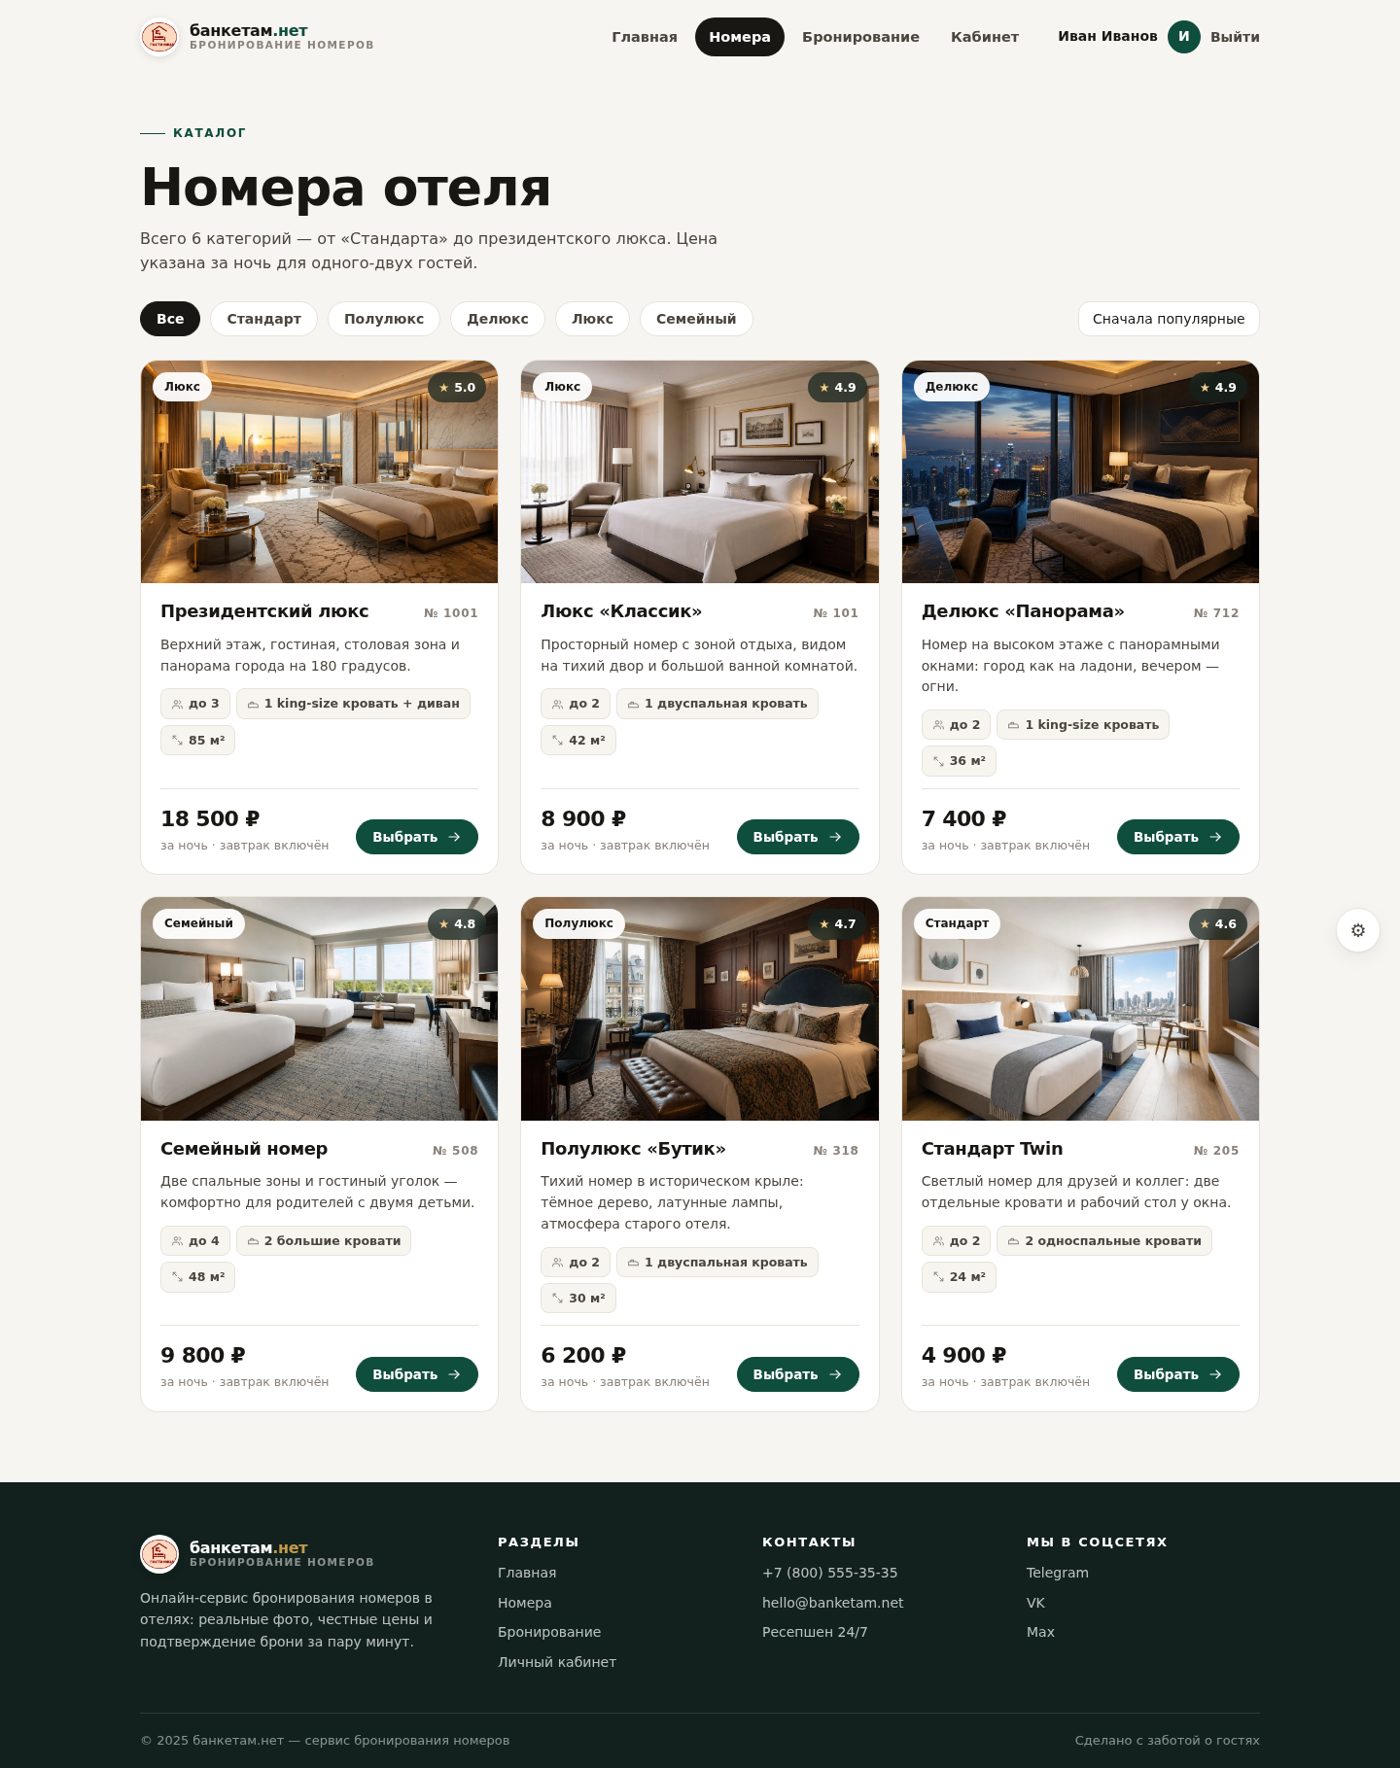 банкетам.нет
БРОНИРОВАНИЕ НОМЕРОВ
Главная
Номера
Бронирование
Кабинет
Иван Иванов
И
Выйти
КАТАЛОГ
Номера отеля
Всего 6 категорий — от «Стандарта» до президентского люкса. Цена
указана за ночь для одного-двух гостей.
Все
Стандарт
Полулюкс
Делюкс
Люкс
Семейный
Сначала популярные
Люкс
★ 5.0
Президентский люкс
№ 1001
Верхний этаж, гостиная, столовая зона и
панорама города на 180 градусов.
до 3
1 king-size кровать + диван
85 м²
18 500 ₽
за ночь · завтрак включён
Выбрать →
Люкс
★ 4.9
Люкс «Классик»
№ 101
Просторный номер с зоной отдыха, видом
на тихий двор и большой ванной комнатой.
до 2
1 двуспальная кровать
42 м²
8 900 ₽
за ночь · завтрак включён
Выбрать →
Делюкс
★ 4.9
Делюкс «Панорама»
№ 712
Номер на высоком этаже с панорамными
окнами: город как на ладони, вечером —
огни.
до 2
1 king-size кровать
36 м²
7 400 ₽
за ночь · завтрак включён
Выбрать →
Семейный
★ 4.8
Семейный номер
№ 508
Две спальные зоны и гостиный уголок —
комфортно для родителей с двумя детьми.
до 4
2 большие кровати
48 м²
9 800 ₽
за ночь · завтрак включён
Выбрать →
Полулюкс
★ 4.7
Полулюкс «Бутик»
№ 318
Тихий номер в историческом крыле:
тёмное дерево, латунные лампы,
атмосфера старого отеля.
до 2
1 двуспальная кровать
30 м²
6 200 ₽
за ночь · завтрак включён
Выбрать →
Стандарт
★ 4.6
Стандарт Twin
№ 205
Светлый номер для друзей и коллег: две
отдельные кровати и рабочий стол у окна.
до 2
2 односпальные кровати
24 м²
4 900 ₽
за ночь · завтрак включён
Выбрать →
банкетам.нет
БРОНИРОВАНИЕ НОМЕРОВ
Онлайн-сервис бронирования номеров в
отелях: реальные фото, честные цены и
подтверждение брони за пару минут.
РАЗДЕЛЫ
Главная
Номера
Бронирование
Личный кабинет
КОНТАКТЫ
+7 (800) 555-35-35
hello@banketam.net
Ресепшен 24/7
МЫ В СОЦСЕТЯХ
Telegram
VK
Max
© 2025 банкетам.нет — сервис бронирования номеров
Сделано с заботой о гостях